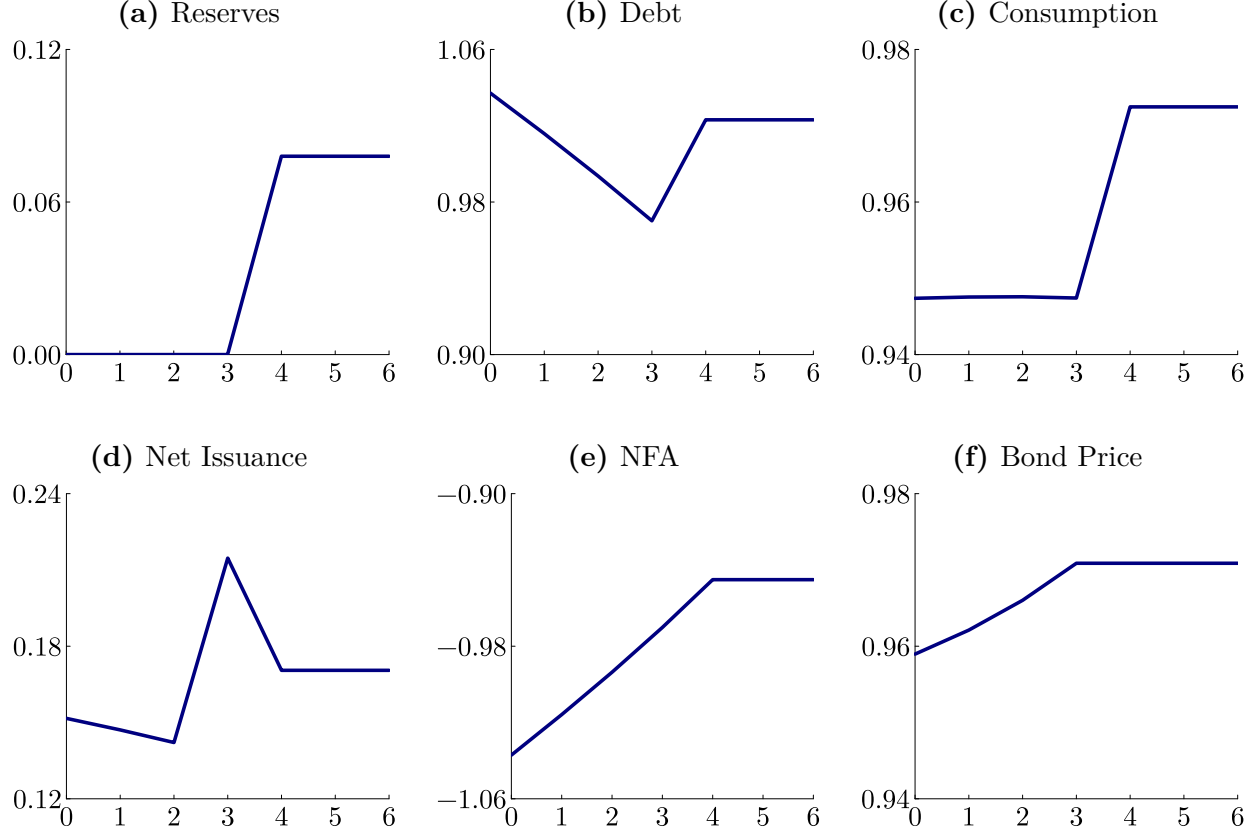 (a) Reserves
0.12
0.06
0.00
0 1 2 3 4 5 6
(b) Debt
1.06
0.98
0.90
0 1 2 3 4 5 6
(c) Consumption
0.98
0.96
0.94
0 1 2 3 4 5 6
(d) Net Issuance
0.24
0.18
0.12
0 1 2 3 4 5 6
(e) NFA
−0.90
−0.98
−1.06
0 1 2 3 4 5 6
(f) Bond Price
0.98
0.96
0.94
0 1 2 3 4 5 6